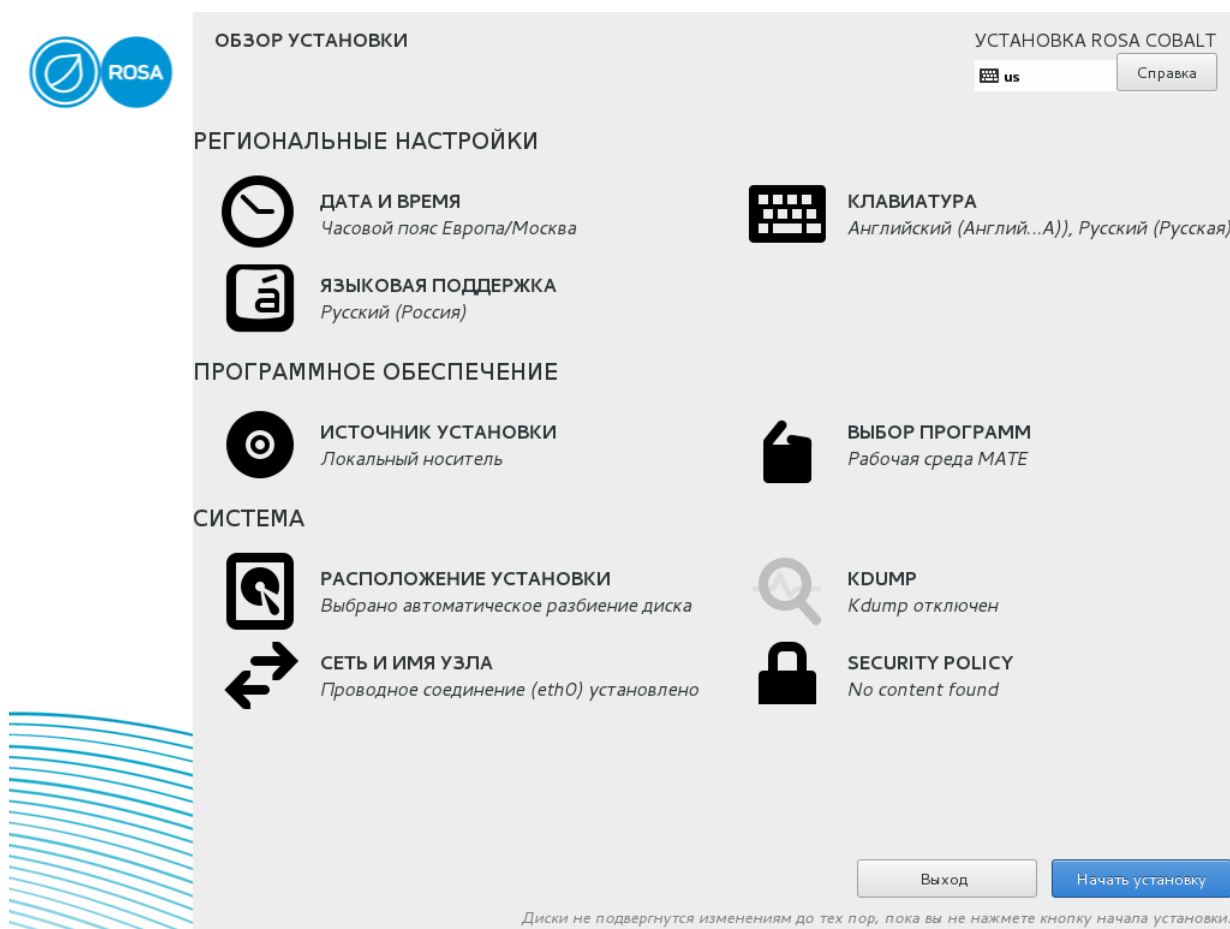 ROSA
ОБЗОР УСТАНОВКИ
УСТАНОВКА ROSA COBALT
us
Справка
РЕГИОНАЛЬНЫЕ НАСТРОЙКИ
ДАТА И ВРЕМЯ
Часовой пояс Европа/Москва
КЛАВИАТУРА
Английский (Англий...А)), Русский (Русская)
á
ЯЗЫКОВАЯ ПОДДЕРЖКА
Русский (Россия)
ПРОГРАММНОЕ ОБЕСПЕЧЕНИЕ
ИСТОЧНИК УСТАНОВКИ
Локальный носитель
ВЫБОР ПРОГРАММ
Рабочая среда MATE
СИСТЕМА
РАСПОЛОЖЕНИЕ УСТАНОВКИ
Выбрано автоматическое разбиение диска
KDUMP
Kdump отключен
СЕТЬ И ИМЯ УЗЛА
Проводное соединение (eth0) установлено
SECURITY POLICY
No content found
Выход
Начать установку
Диски не подвергнутся изменениям до тех пор, пока вы не нажмете кнопку начала установки.